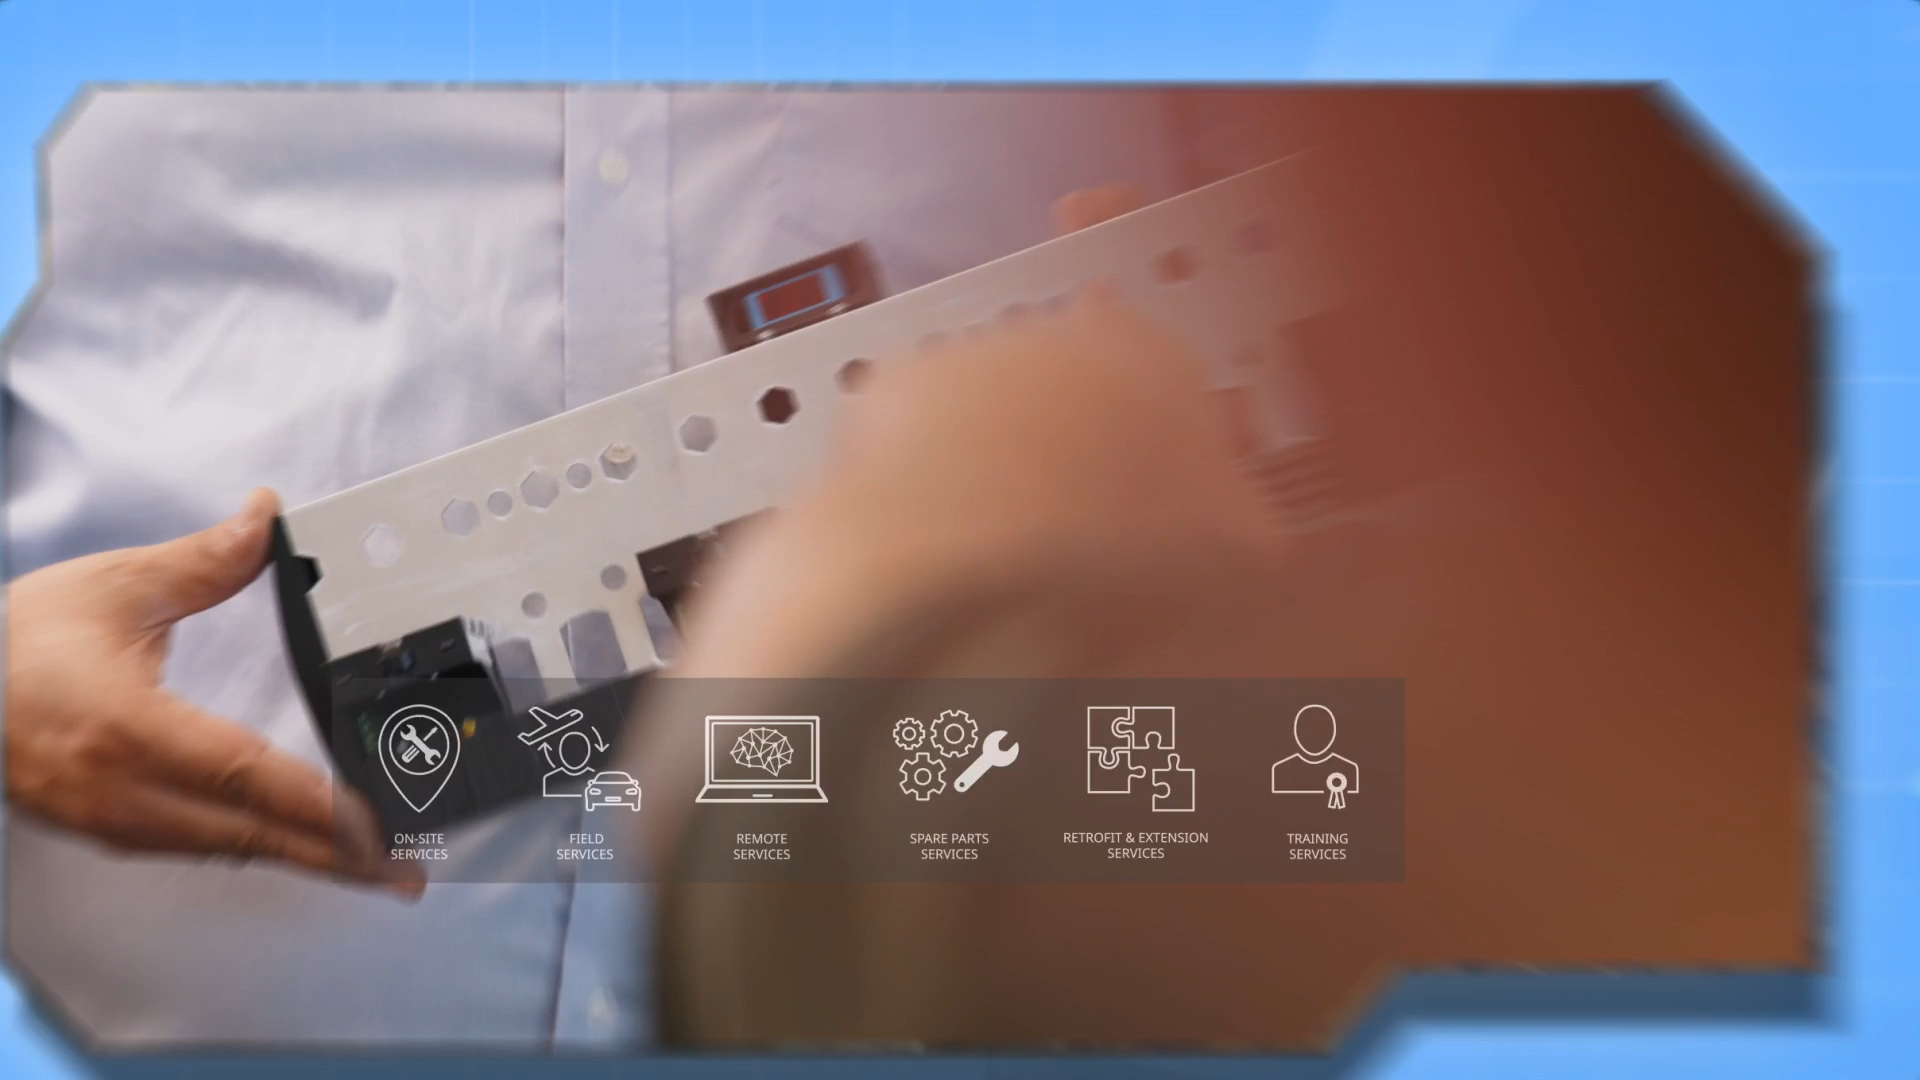 ON-SITE
SERVICES
FIELD
SERVICES
REMOTE
SERVICES
SPARE PARTS
SERVICES
RETROFIT & EXTENSION
SERVICES
TRAINING
SERVICES